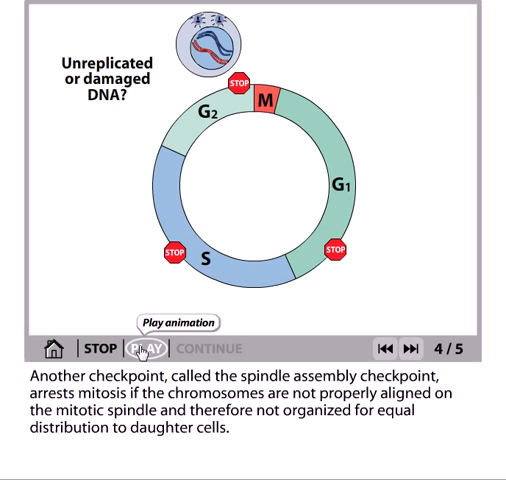 Unreplicated
or damaged
DNA?
STOP
M
G2
G1
STOP
STOP
S
Play animation
STOP PLAY CONTINUE 4 / 5
Another checkpoint, called the spindle assembly checkpoint,
arrests mitosis if the chromosomes are not properly aligned on
the mitotic spindle and therefore not organized for equal
distribution to daughter cells.